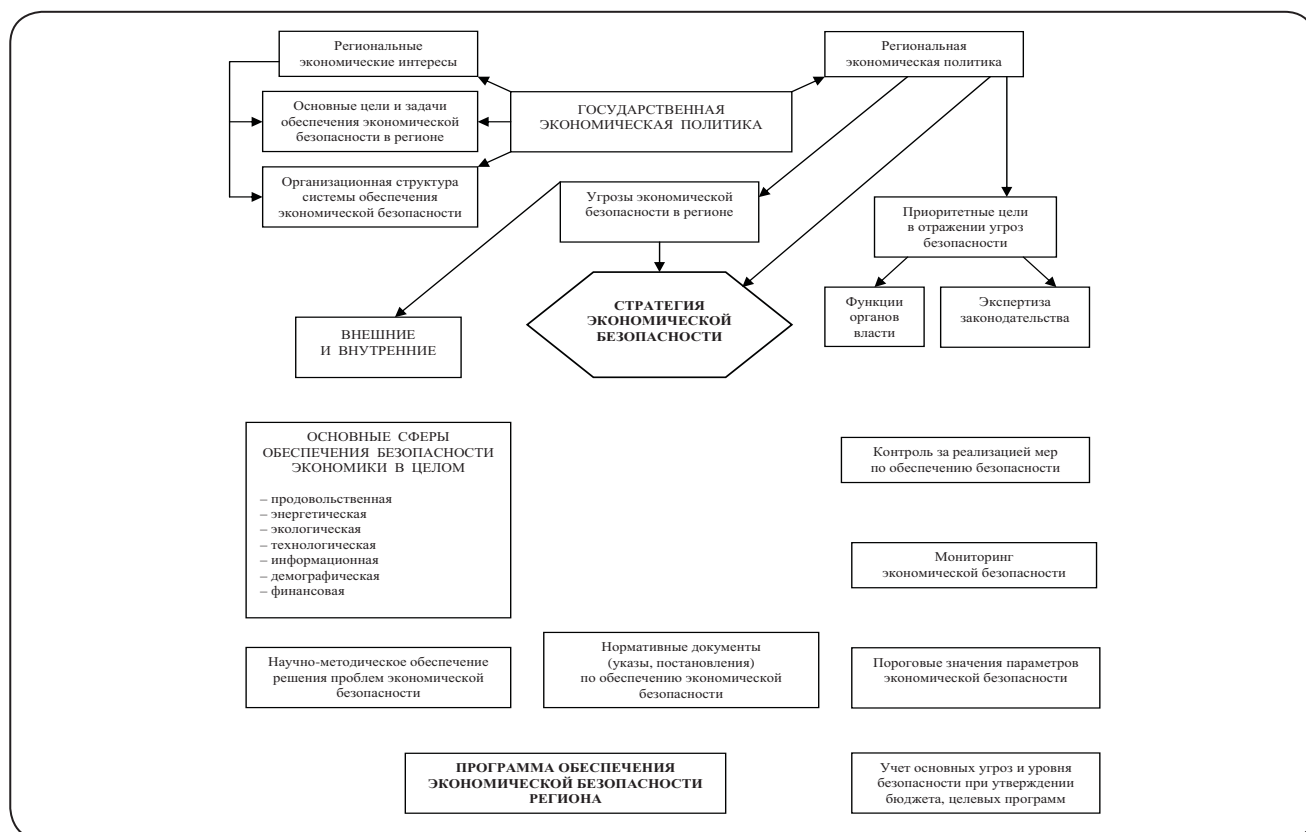 Региональные
экономические интересы
Региональная
экономическая политика
Основные цели и задачи
обеспечения экономической
безопасности в регионе
ГОСУДАРСТВЕННАЯ
ЭКОНОМИЧЕСКАЯ ПОЛИТИКА
Организационная структура
системы обеспечения
экономической безопасности
Угрозы экономической
безопасности в регионе
Приоритетные цели
в отражении угроз
безопасности
ВНЕШНИЕ
И ВНУТРЕННИЕ
СТРАТЕГИЯ
ЭКОНОМИЧЕСКОЙ
БЕЗОПАСНОСТИ
Функции
органов
власти
Экспертиза
законодательства
ОСНОВНЫЕ СФЕРЫ
ОБЕСПЕЧЕНИЯ БЕЗОПАСНОСТИ
ЭКОНОМИКИ В ЦЕЛОМ
– продовольственная
– энергетическая
– экологическая
– технологическая
– информационная
– демографическая
– финансовая
Контроль за реализацией мер
по обеспечению безопасности
Мониторинг
экономической безопасности
Научно-методическое обеспечение
решения проблем экономической
безопасности
Нормативные документы
(указы, постановления)
по обеспечению экономической
безопасности
Пороговые значения параметров
экономической безопасности
ПРОГРАММА ОБЕСПЕЧЕНИЯ
ЭКОНОМИЧЕСКОЙ БЕЗОПАСНОСТИ
РЕГИОНА
Учет основных угроз и уровня
безопасности при утверждении
бюджета, целевых программ